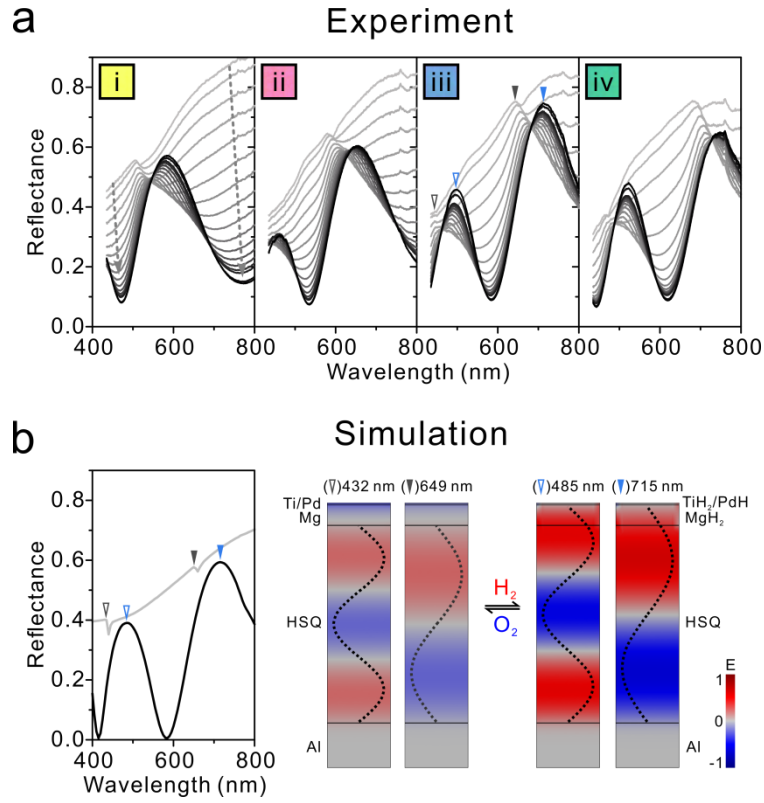 a Experiment
i ii iii iv
Reflectance
0.8
0.6
0.4
0.2
0.0
400 600 800 600 800 600 800 600 800
Wavelength (nm)
b Simulation
Reflectance
0.8
0.6
0.4
0.2
0.0
400 600 800
Wavelength (nm)
(▽)432 nm (▼)649 nm (▽)485 nm (▼)715 nm
Ti/Pd
Mg
HSQ
Al
H₂
O₂
TiH₂/PdH
MgH₂
HSQ
Al
E
1
0
-1